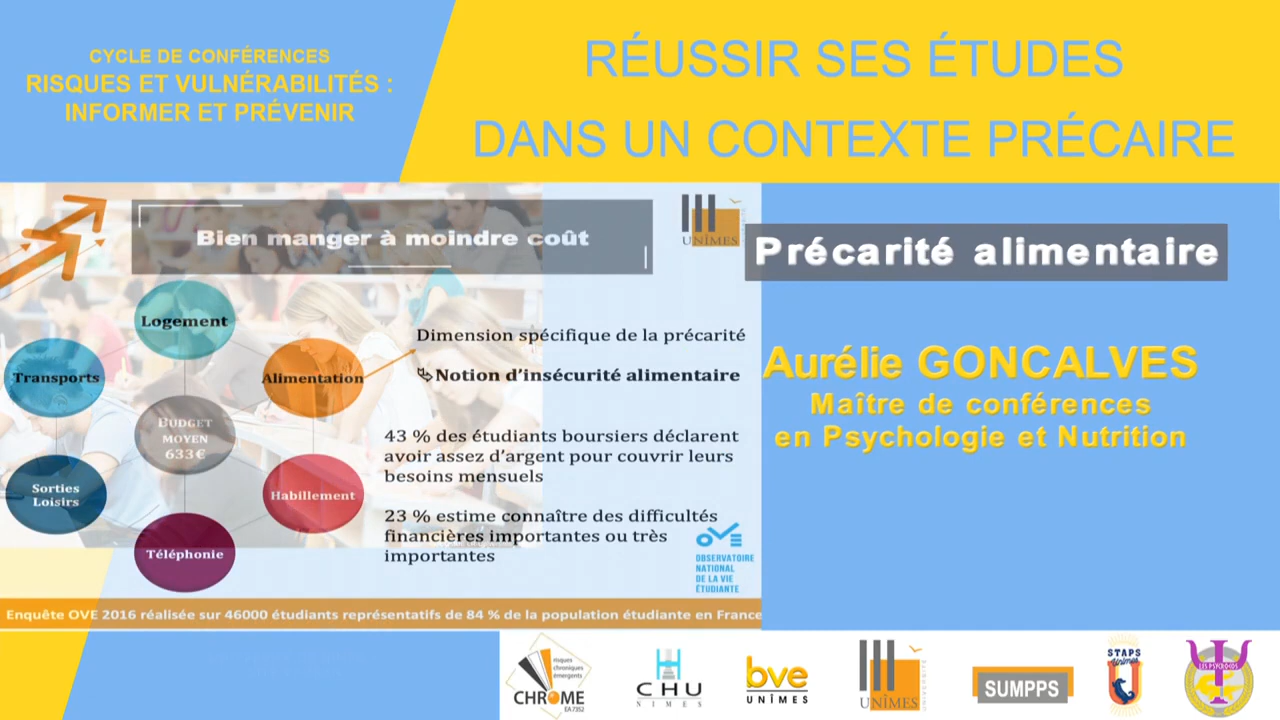 CYCLE DE CONFÉRENCES
RISQUES ET VULNÉRABILITÉS :
INFORMER ET PRÉVENIR
RÉUSSIR SES ÉTUDES
DANS UN CONTEXTE PRÉCAIRE
Bien manger à moindre coût
UNÎMES
Précarité alimentaire
Logement
Transports
Alimentation
BUDGET
MOYEN
633 €
Sorties
Loisirs
Habillement
Téléphonie
Dimension spécifique de la précarité
Notion d'insécurité alimentaire
43 % des étudiants boursiers déclarent
avoir assez d'argent pour couvrir leurs
besoins mensuels
23 % estime connaître des difficultés
financières importantes ou très
importantes
OVE
OBSERVATOIRE
NATIONAL
DE LA VIE
ÉTUDIANTE
Enquête OVE 2016 réalisée sur 46000 étudiants représentatifs de 84 % de la population étudiante en France
Aurélie GONCALVES
Maître de conférences
en Psychologie et Nutrition
risques
chroniques
émergents
CHROME
EA 7352
CHU
NIMES
bve
UNÎMES
UNÎMES
SUMPPS
STAPS
Unîmes
LES PSYCHOTOS